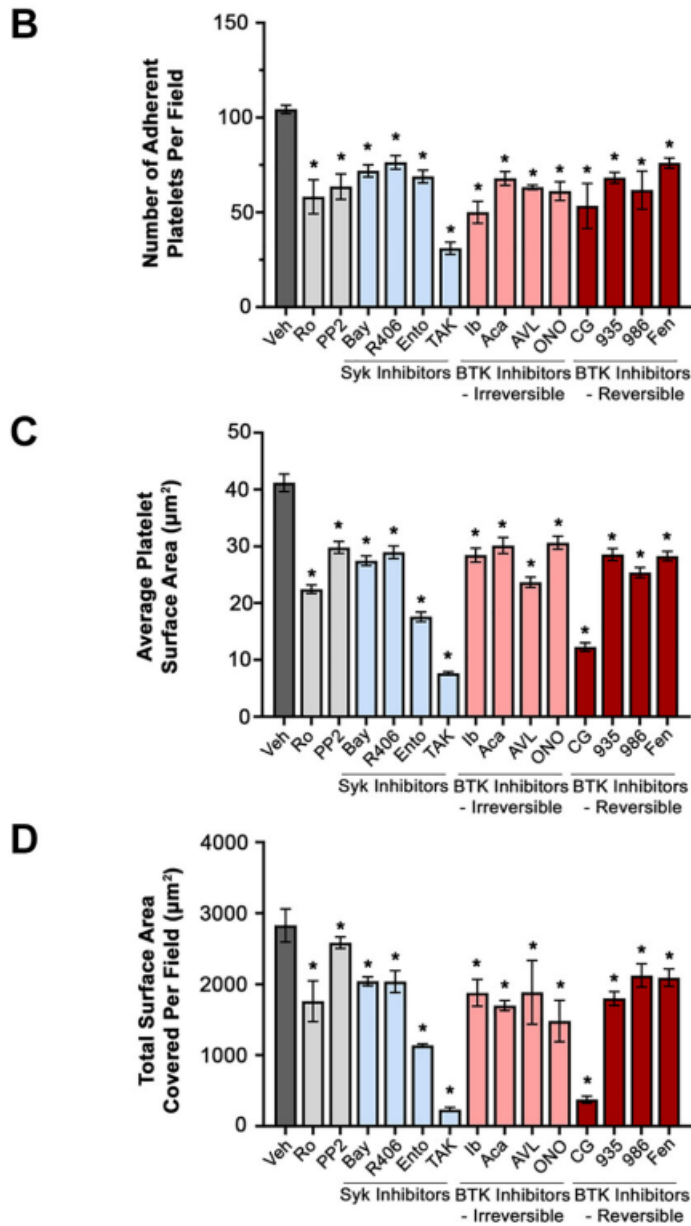 B
Number of Adherent
Platelets Per Field
150
100
50
0
* * * * * * * * * * * * * *
Veh Ro PP2 Bay R406 Ento TAK Ib Aca AVL ONO CG 935 986 Fen
Syk Inhibitors BTK Inhibitors BTK Inhibitors
- Irreversible - Reversible
C
Average Platelet
Surface Area (µm²)
50
40
30
20
10
0
* * * * * * * * * * * * * *
Veh Ro PP2 Bay R406 Ento TAK Ib Aca AVL ONO CG 935 986 Fen
Syk Inhibitors BTK Inhibitors BTK Inhibitors
- Irreversible - Reversible
D
Total Surface Area
Covered Per Field (µm²)
4000
3000
2000
1000
0
* * * * * * * * * * * * * *
Veh Ro PP2 Bay R406 Ento TAK Ib Aca AVL ONO CG 935 986 Fen
Syk Inhibitors BTK Inhibitors BTK Inhibitors
- Irreversible - Reversible